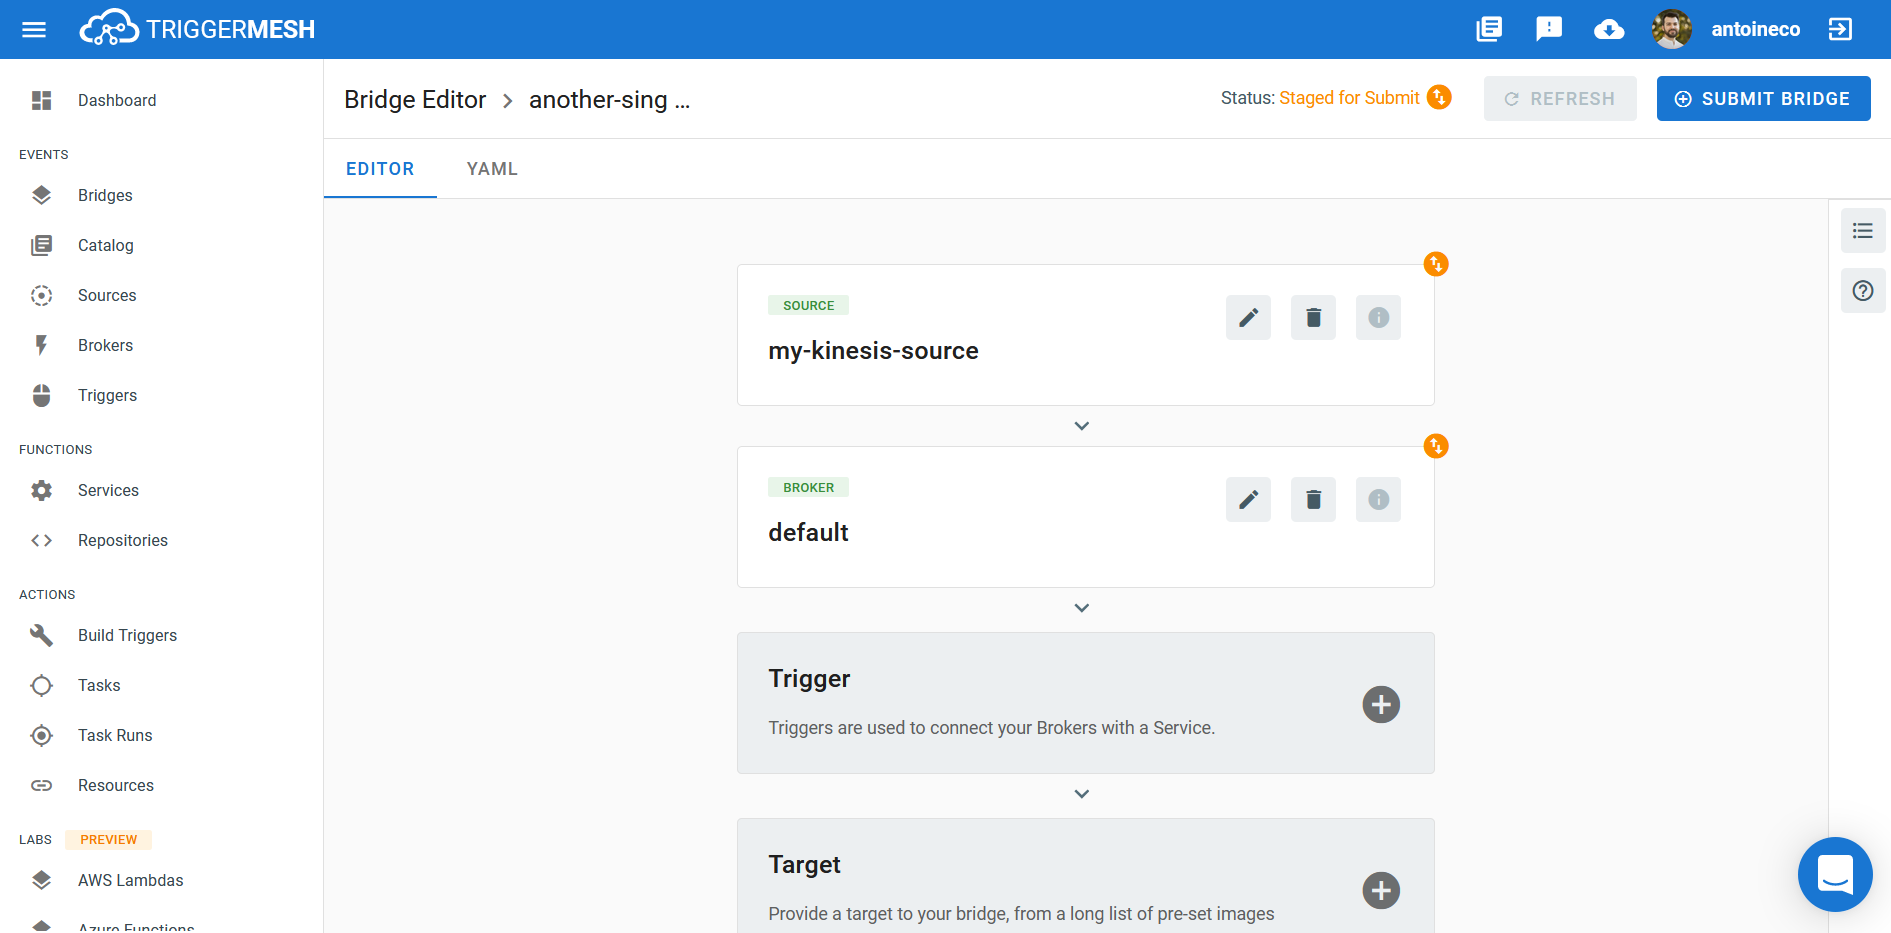 TRIGGERMESH
antoineco
Dashboard
EVENTS
Bridges
Catalog
Sources
Brokers
Triggers
FUNCTIONS
Services
Repositories
ACTIONS
Build Triggers
Tasks
Task Runs
Resources
LABS PREVIEW
AWS Lambdas
Azure Functions
Bridge Editor > another-sing ...
Status: Staged for Submit
REFRESH
SUBMIT BRIDGE
EDITOR YAML
SOURCE
my-kinesis-source
BROKER
default
Trigger
Triggers are used to connect your Brokers with a Service.
Target
Provide a target to your bridge, from a long list of pre-set images